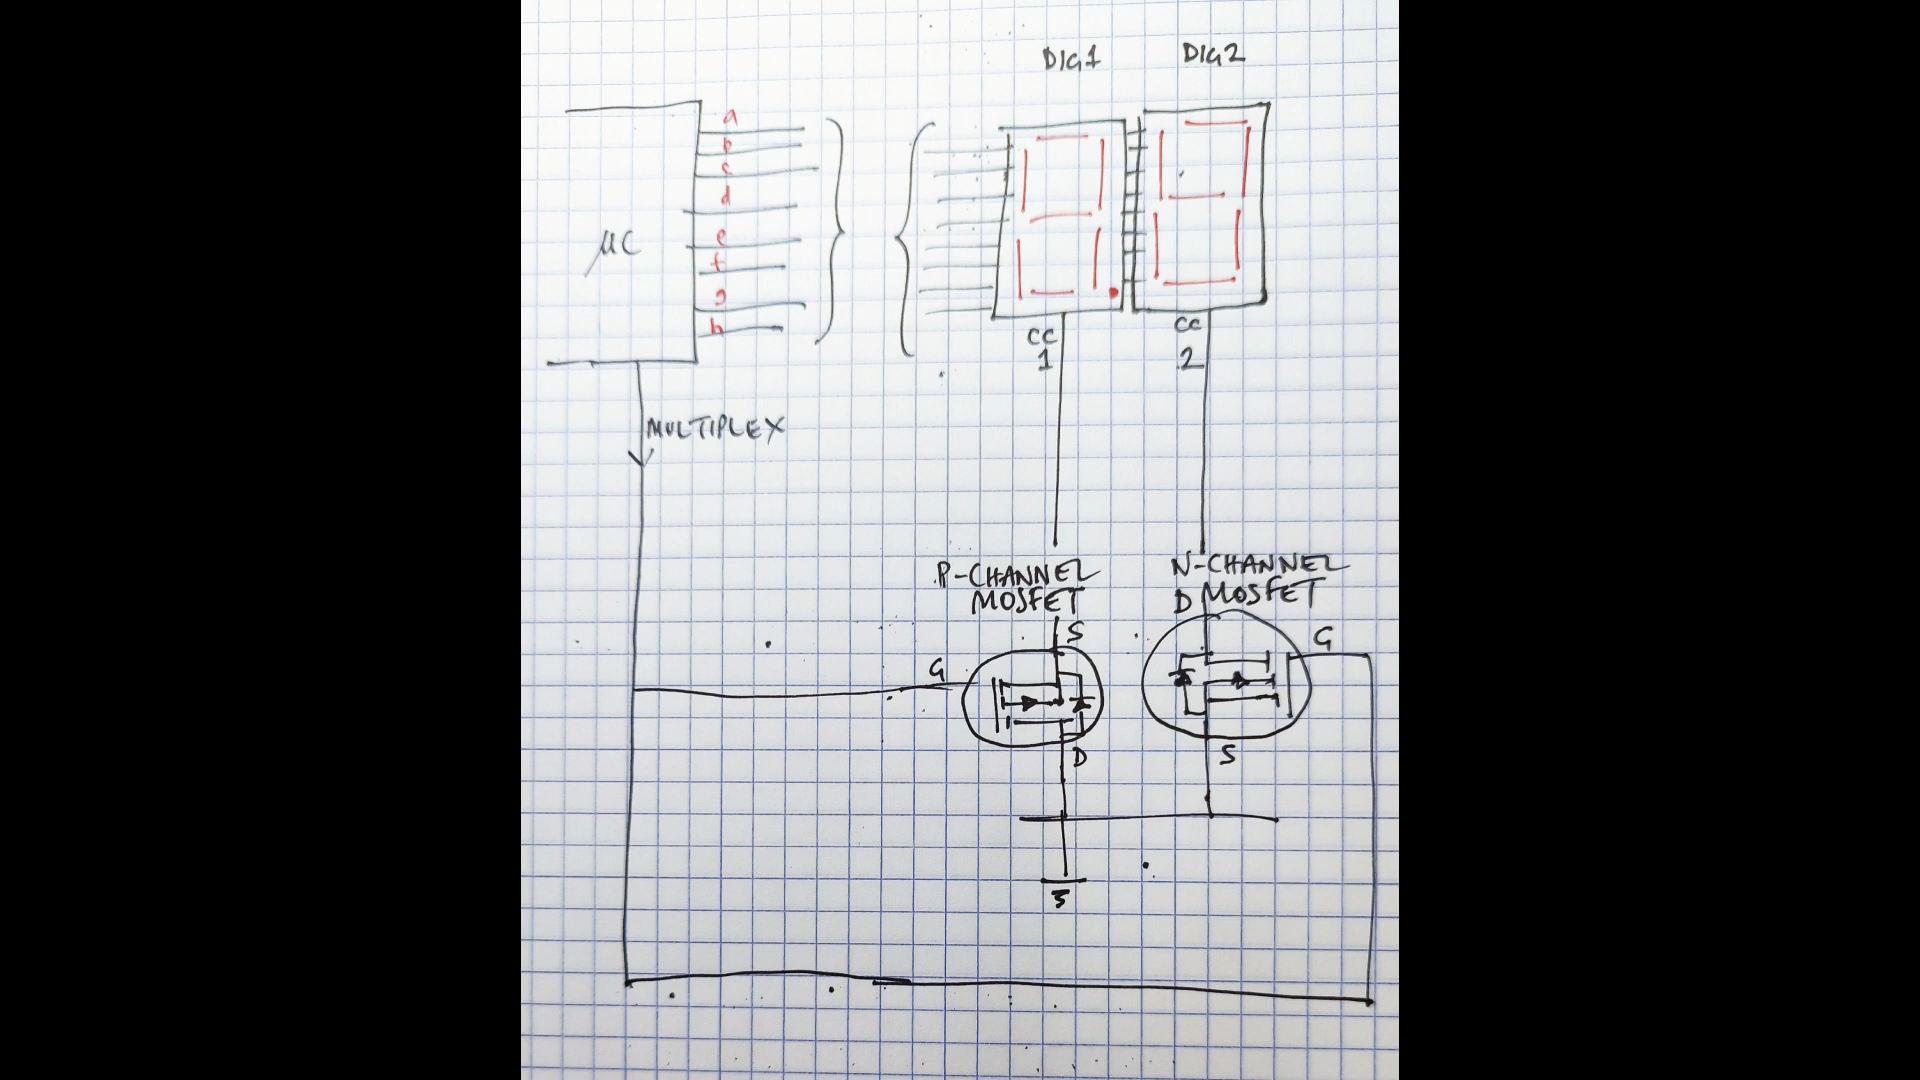 DIG1
DIG2
a
b
c
d
e
f
g
h
µC
CC
1
CC
2
MULTIPLEX
P-CHANNEL
MOSFET
N-CHANNEL
MOSFET
D
S
G
G
D
S